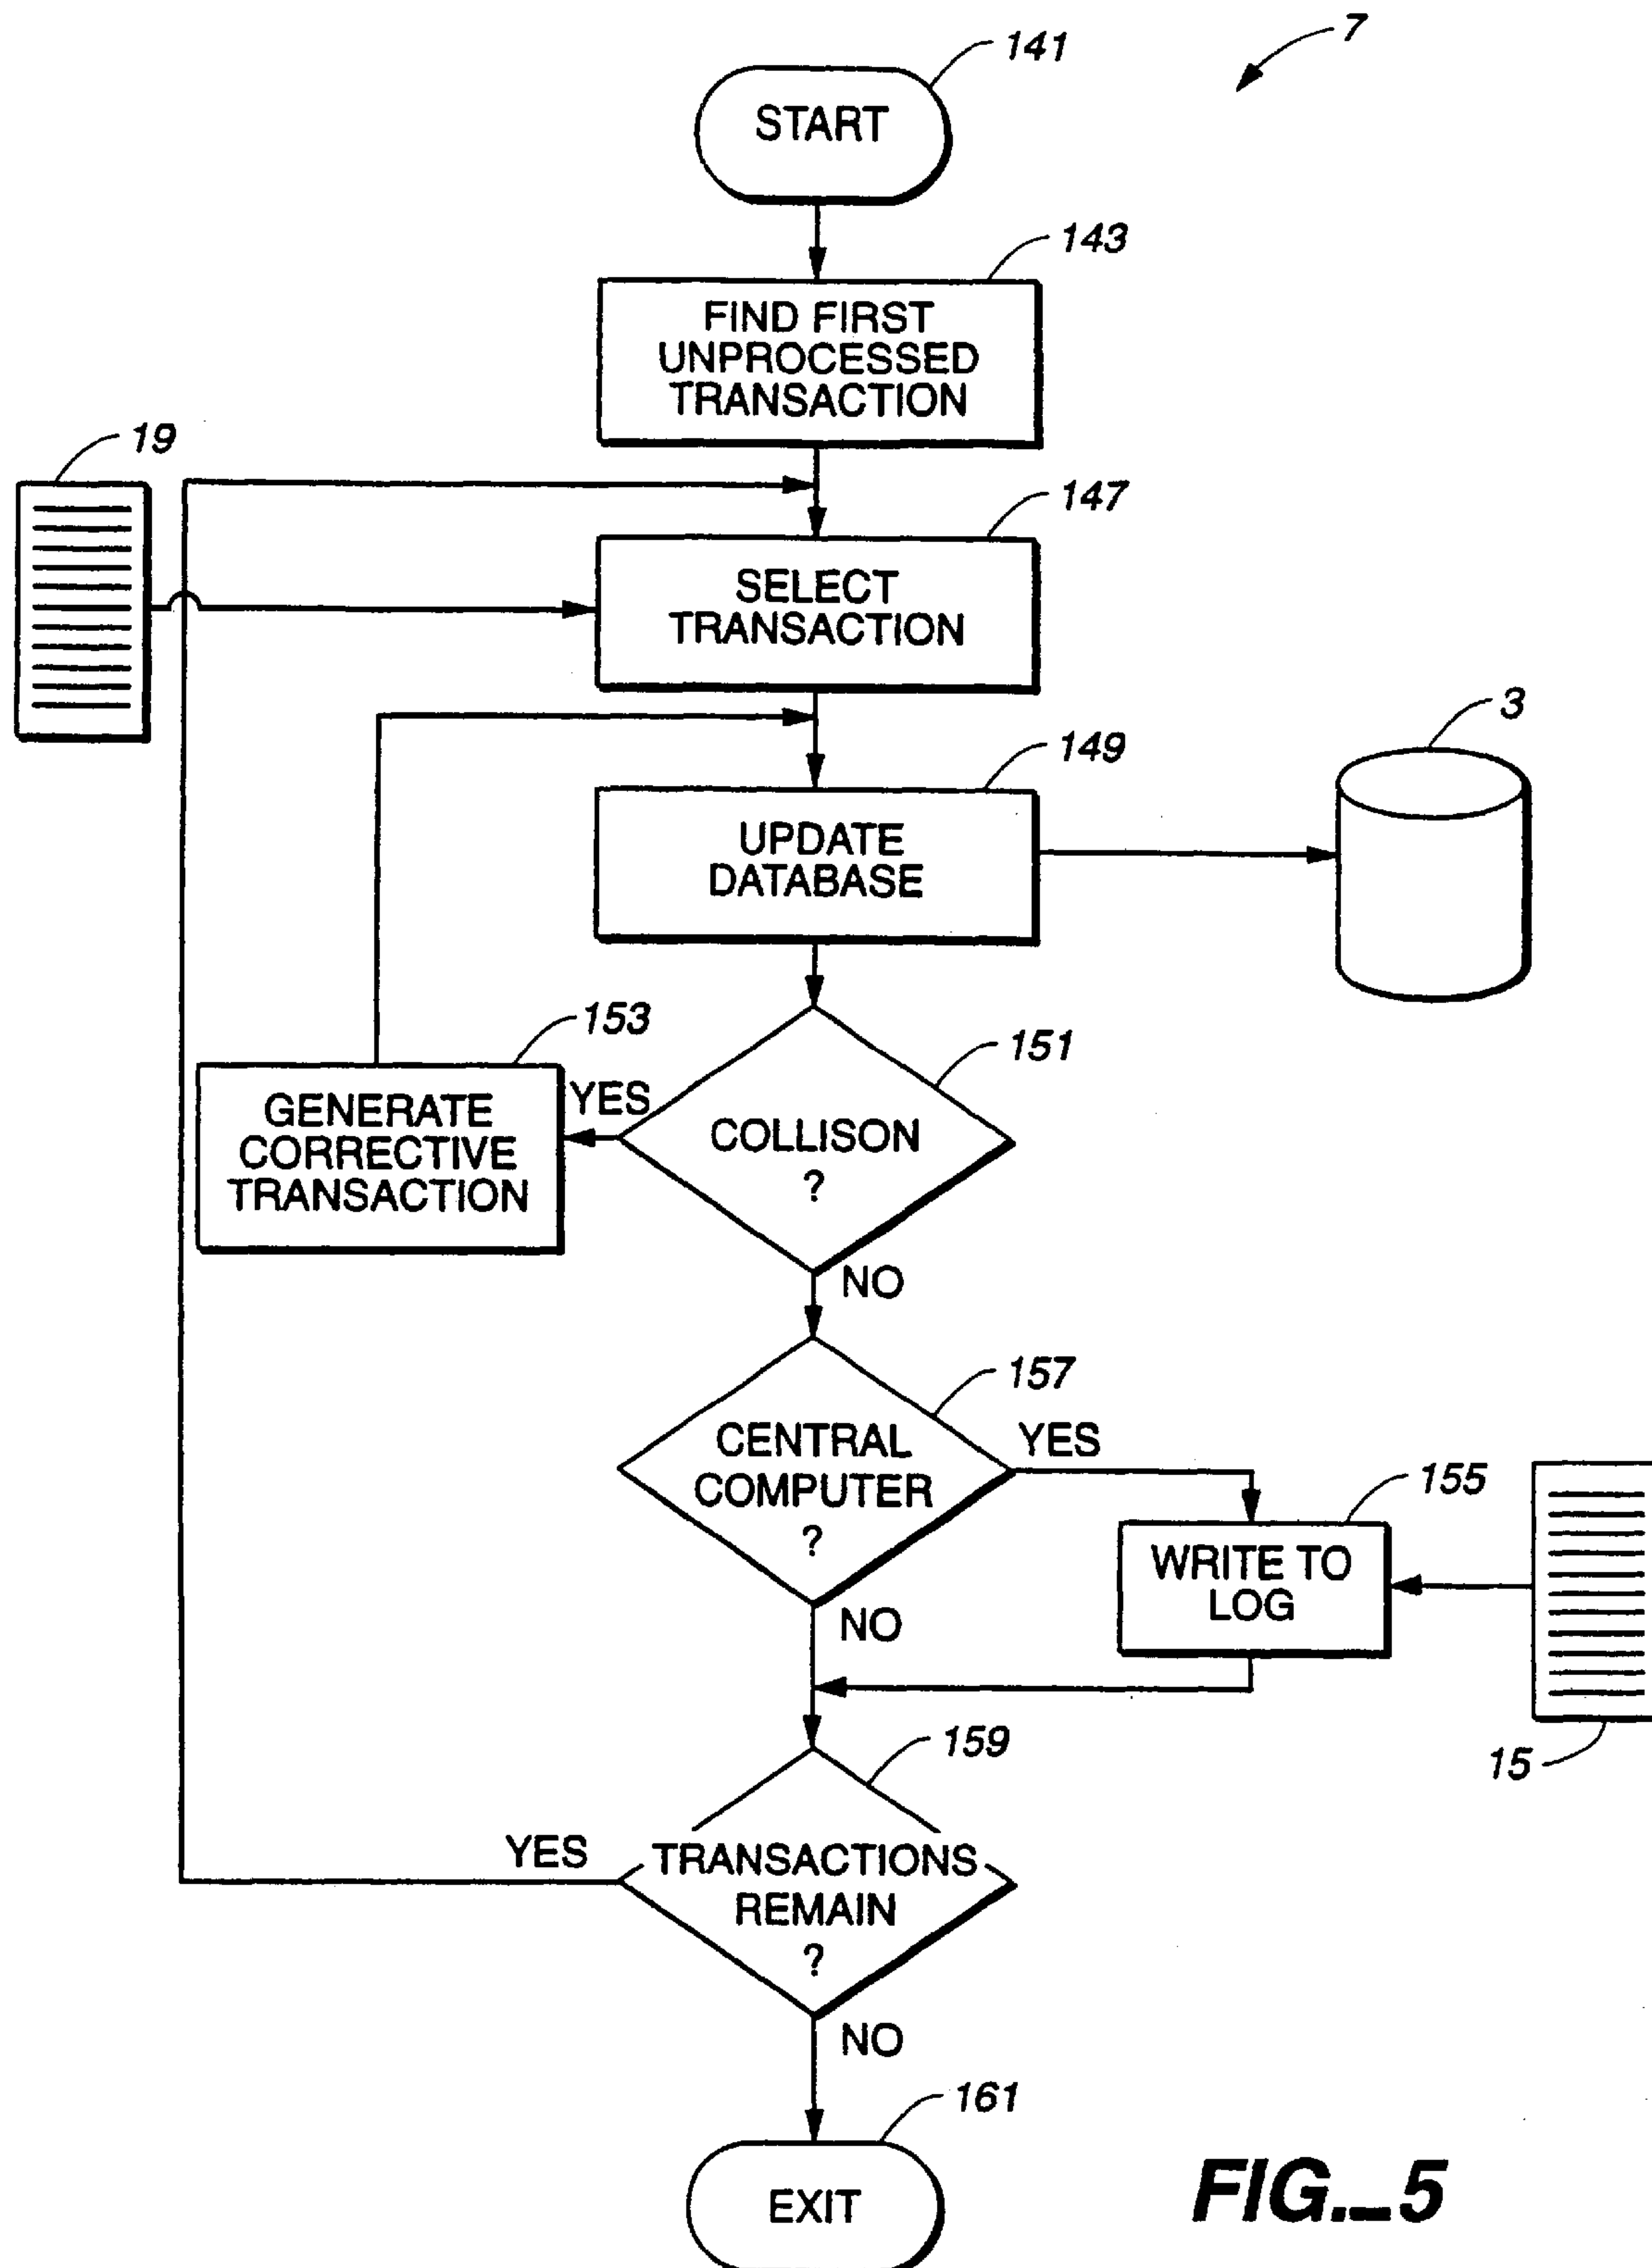 7
141
START
143
FIND FIRST
UNPROCESSED
TRANSACTION
19
147
SELECT
TRANSACTION
3
149
UPDATE
DATABASE
153
151
GENERATE
CORRECTIVE
TRANSACTION
YES
COLLISON
?
NO
157
CENTRAL
COMPUTER
?
YES
155
WRITE TO
LOG
NO
15
159
YES
TRANSACTIONS
REMAIN
?
NO
161
EXIT
FIG._5